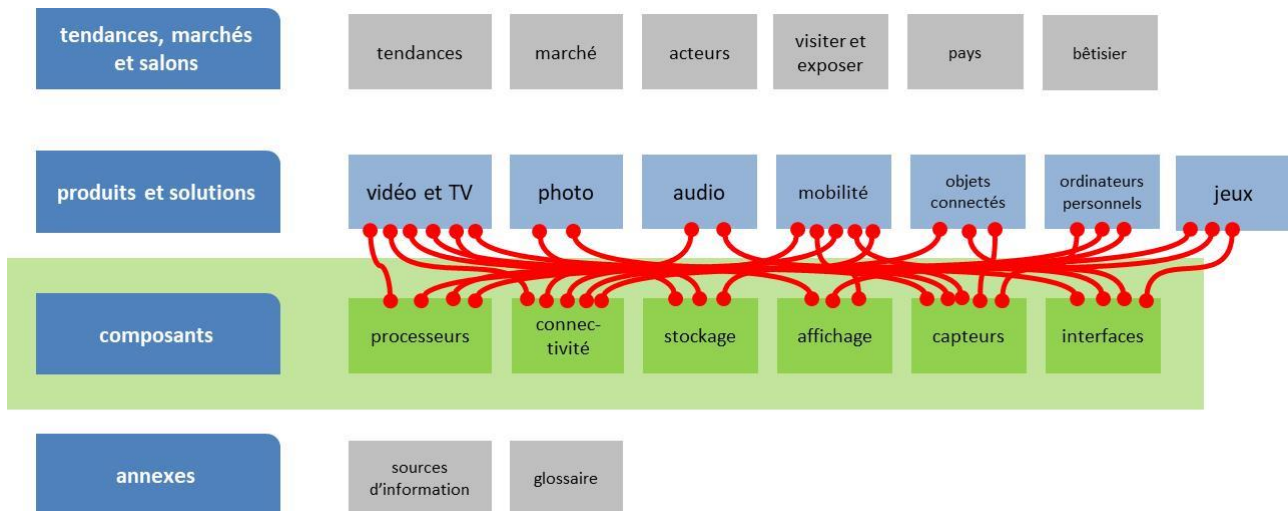 tendances, marchés
et salons
tendances
marché
acteurs
visiter et
exposer
pays
bêtisier
produits et solutions
vidéo et TV
photo
audio
mobilité
objets
connectés
ordinateurs
personnels
jeux
composants
processeurs
connec-
tivité
stockage
affichage
capteurs
interfaces
annexes
sources
d'information
glossaire